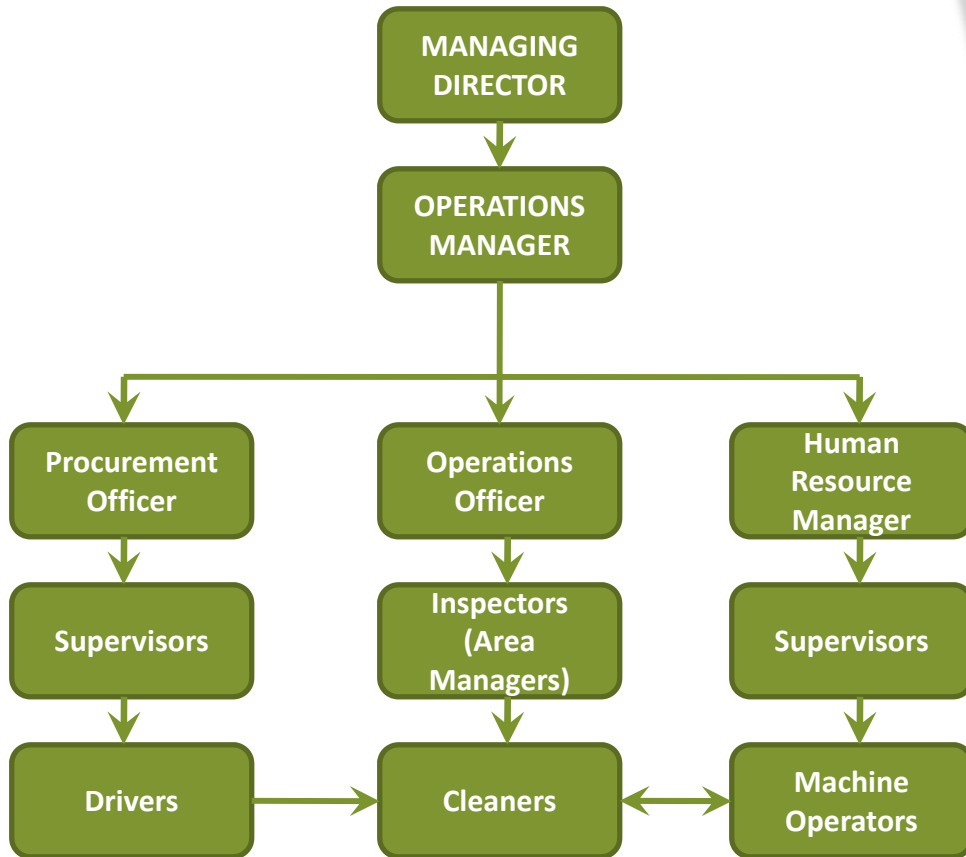 MANAGING
DIRECTOR
OPERATIONS
MANAGER
Procurement
Officer
Operations
Officer
Human
Resource
Manager
Supervisors
Inspectors
(Area
Managers)
Supervisors
Drivers
Cleaners
Machine
Operators